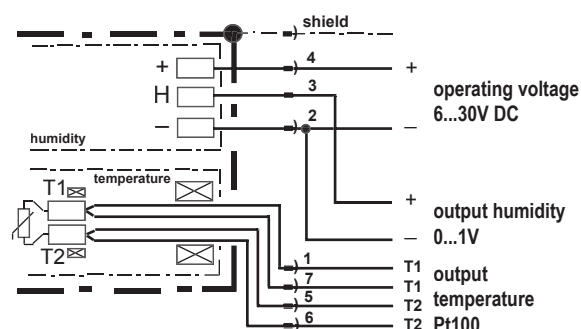 shield
+ 4 +
H 3
operating voltage
6...30V DC
– 2 –
humidity
temperature
T1
T2
+
output humidity
– 0...1V
1 T1
output
7 T1
temperature
5 T2
6 T2 Pt100